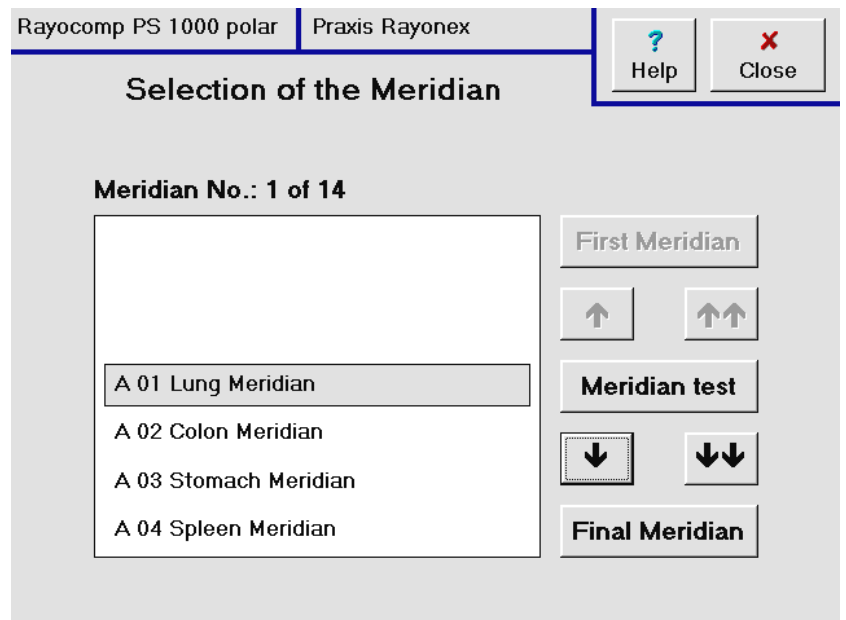 Rayocomp PS 1000 polar
Praxis Rayonex
?
Help
✗
Close
Selection of the Meridian
Meridian No.: 1 of 14
First Meridian
↑
↑↑
A 01 Lung Meridian
Meridian test
A 02 Colon Meridian
↓
↓↓
A 03 Stomach Meridian
A 04 Spleen Meridian
Final Meridian